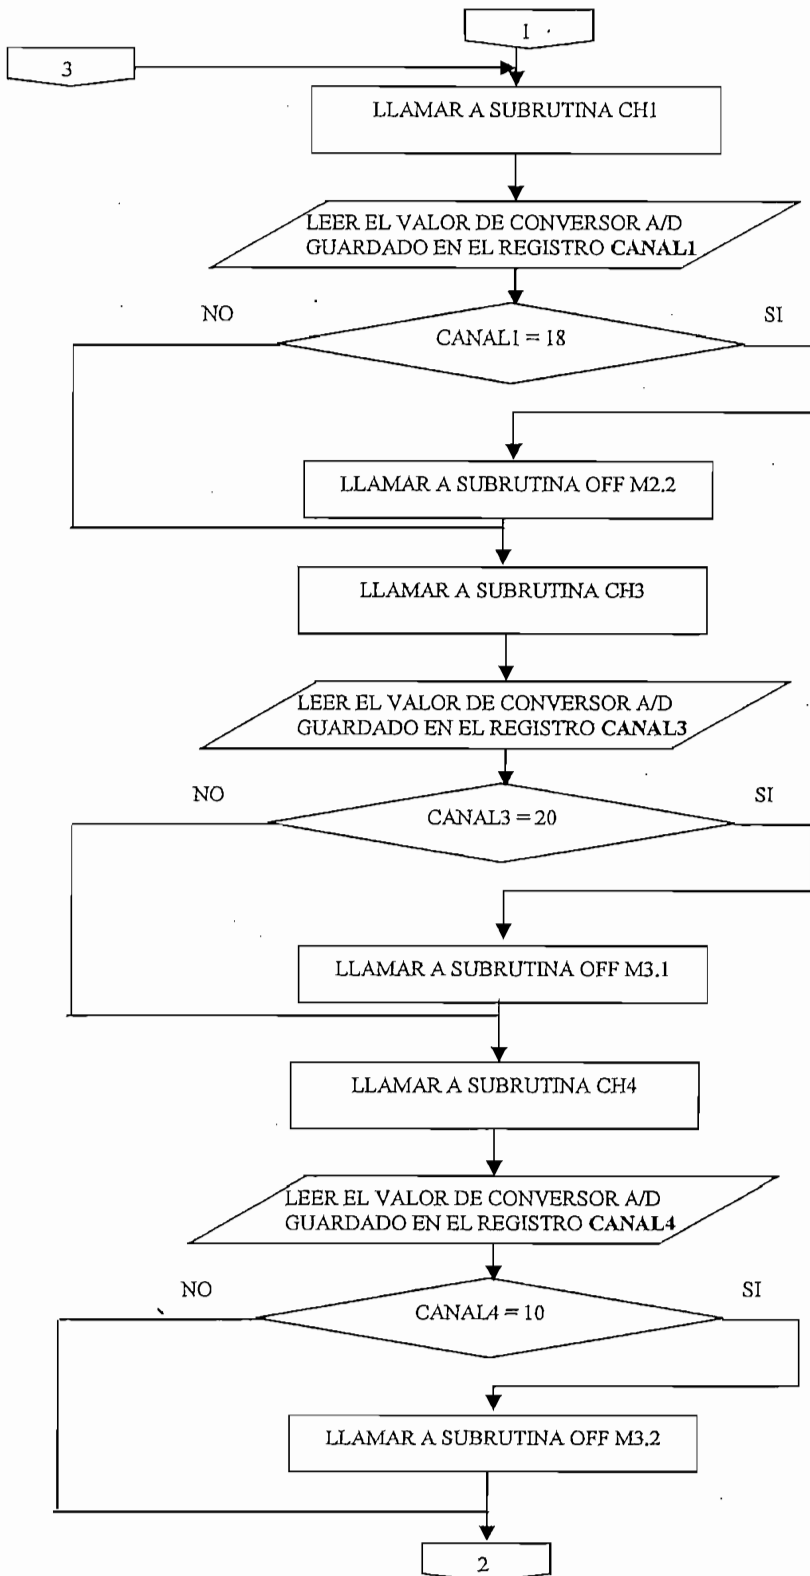 1
3
LLAMAR A SUBRUTINA CH1
LEER EL VALOR DE CONVERSOR A/D
GUARDADO EN EL REGISTRO CANAL1
NO
SI
CANAL1 = 18
LLAMAR A SUBRUTINA OFF M2.2
LLAMAR A SUBRUTINA CH3
LEER EL VALOR DE CONVERSOR A/D
GUARDADO EN EL REGISTRO CANAL3
NO
SI
CANAL3 = 20
LLAMAR A SUBRUTINA OFF M3.1
LLAMAR A SUBRUTINA CH4
LEER EL VALOR DE CONVERSOR A/D
GUARDADO EN EL REGISTRO CANAL4
NO
SI
CANAL4 = 10
LLAMAR A SUBRUTINA OFF M3.2
2